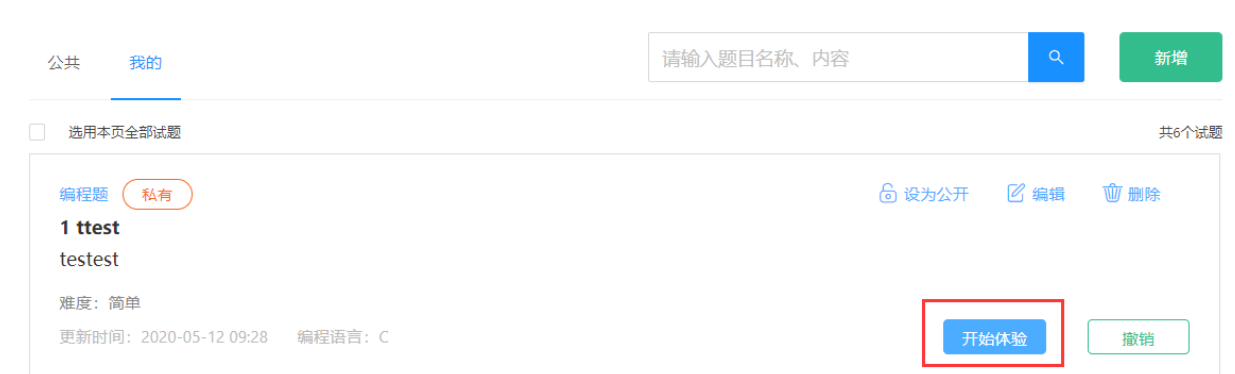 公共 我的 请输入题目名称、内容 新增
选用本页全部试题 共6个试题
编程题 私有 设为公开 编辑 删除
1 ttest
testest
难度：简单
更新时间：2020-05-12 09:28 编程语言：C 开始体验 撤销